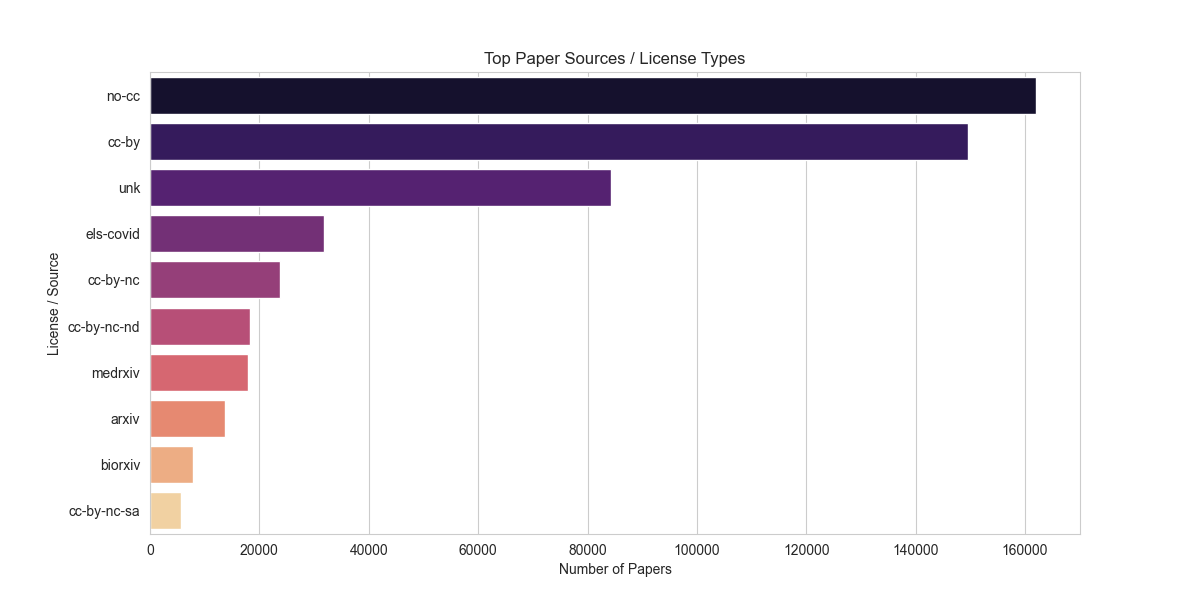 Top Paper Sources / License Types
no-cc
cc-by
unk
els-covid
cc-by-nc
cc-by-nc-nd
medrxiv
arxiv
biorxiv
cc-by-nc-sa
License / Source
0 20000 40000 60000 80000 100000 120000 140000 160000
Number of Papers